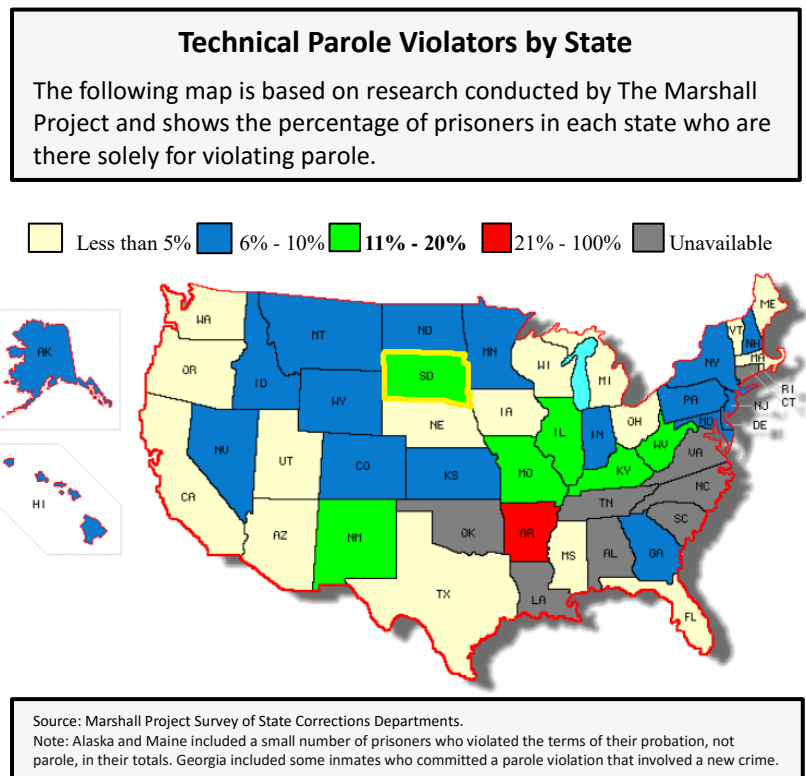 Technical Parole Violators by State
The following map is based on research conducted by The Marshall
Project and shows the percentage of prisoners in each state who are
there solely for violating parole.
Less than 5% 6% - 10% 11% - 20% 21% - 100% Unavailable
WA
MT
ND
MN
ME
VT
NH
AK
OR
ID
WY
SD
WI
MI
NY
MA
RI
CT
NV
UT
CO
NE
IA
IL
IN
OH
PA
NJ
MD
DE
HI
CA
AZ
NM
KS
MO
KY
WV
VA
OK
AR
TN
NC
SC
TX
LA
MS
AL
GA
FL
Source: Marshall Project Survey of State Corrections Departments.
Note: Alaska and Maine included a small number of prisoners who violated the terms of their probation, not
parole, in their totals. Georgia included some inmates who committed a parole violation that involved a new crime.